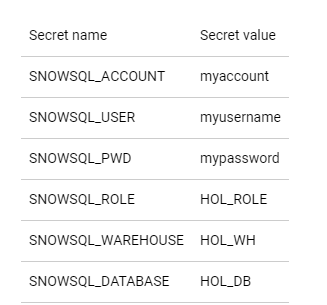 Secret name Secret value
SNOWSQL_ACCOUNT myaccount
SNOWSQL_USER myusername
SNOWSQL_PWD mypassword
SNOWSQL_ROLE HOL_ROLE
SNOWSQL_WAREHOUSE HOL_WH
SNOWSQL_DATABASE HOL_DB